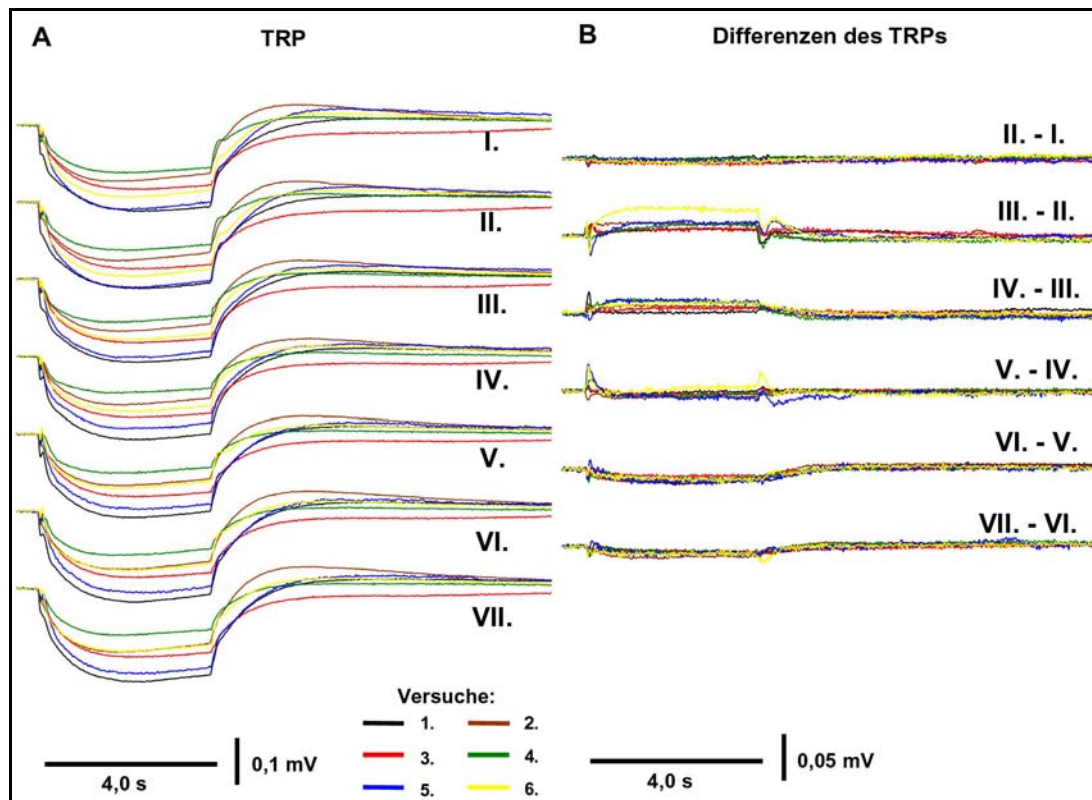 A
TRP
I.
II.
III.
IV.
V.
VI.
VII.
Versuche:
1.
2.
3.
4.
5.
6.
4,0 s
0,1 mV
B
Differenzen des TRPs
II. - I.
III. - II.
IV. - III.
V. - IV.
VI. - V.
VII. - VI.
4,0 s
0,05 mV